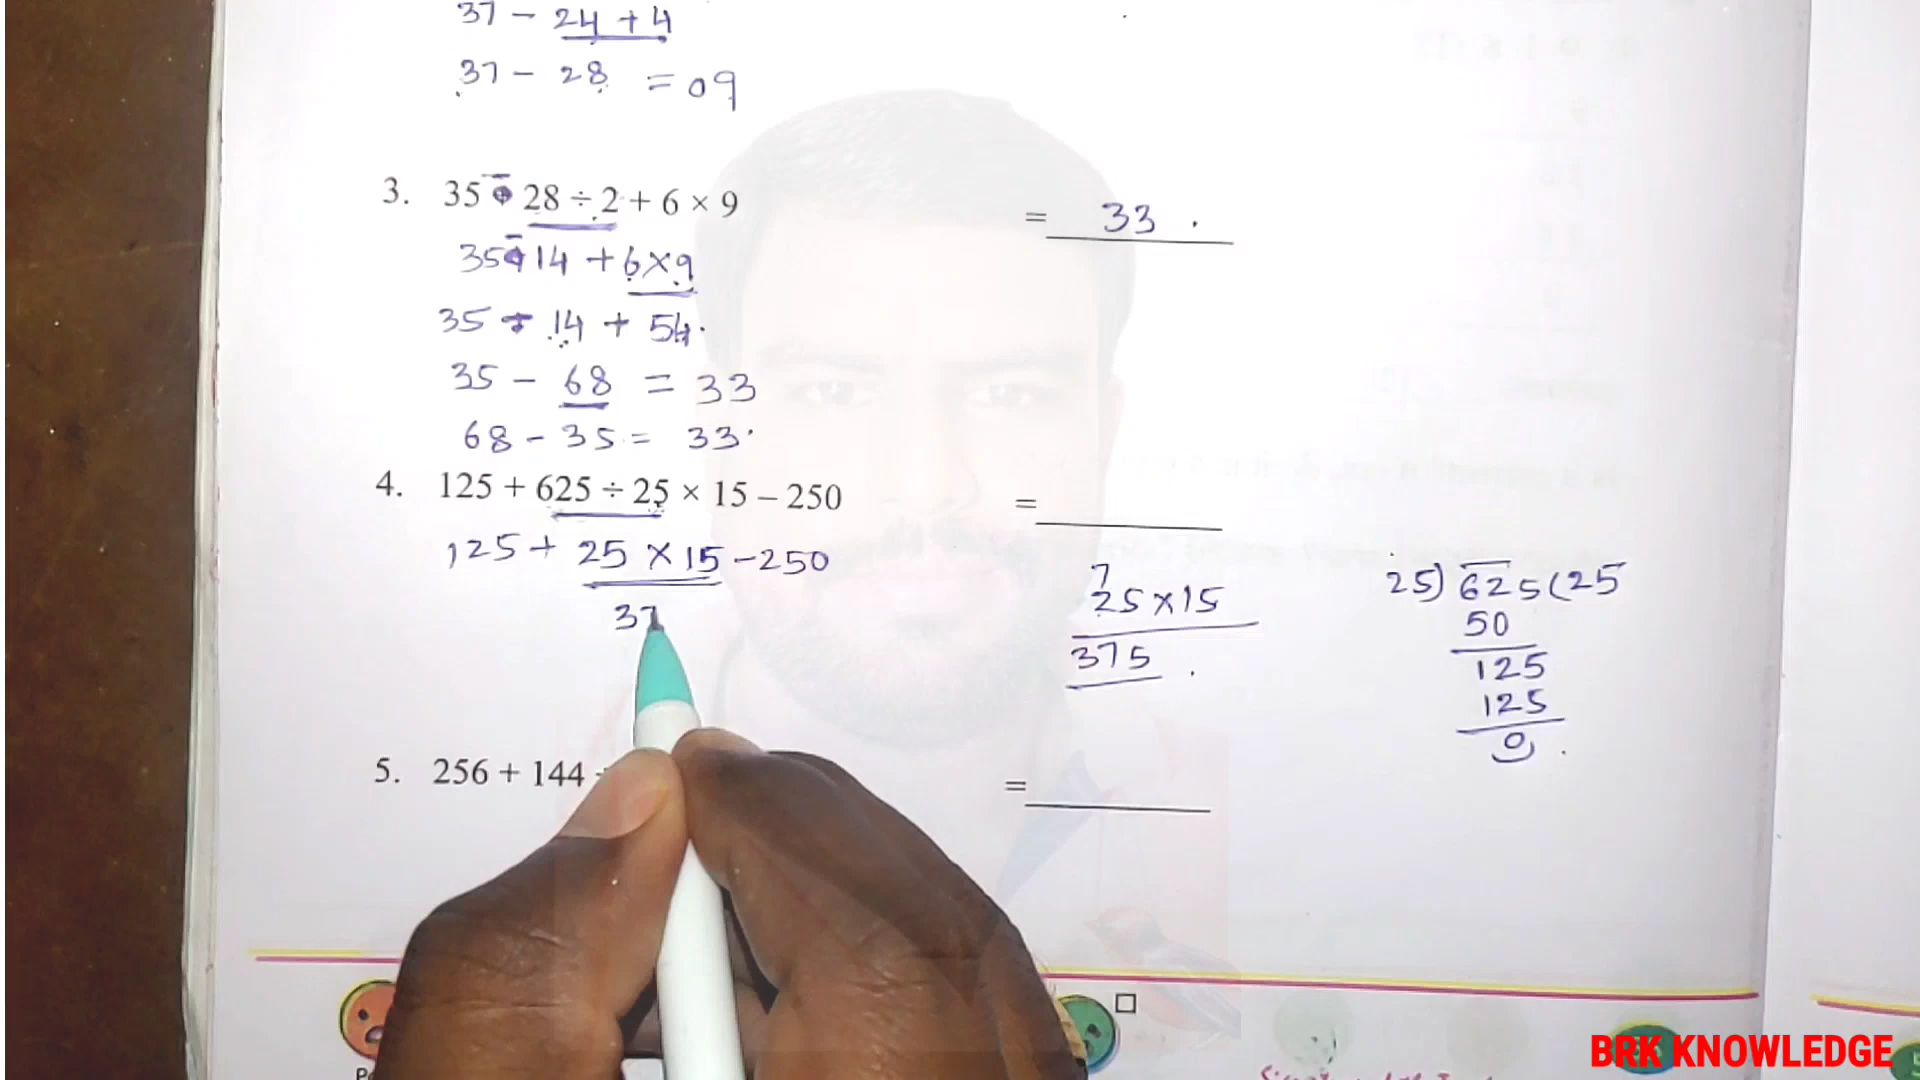 37 - 24 + 4
37 - 28 = 09
3. 35 - 28 ÷ 2 + 6 × 9
= 33 .
35 - 14 + 6×9
35 - 14 + 54.
35 - 68 = 33
68 - 35 = 33.
4. 125 + 625 ÷ 25 × 15 – 250
=
125 + 25 × 15 - 250
37
7
25×15
375 .
25) 625 (25
50
125
125
0 .
5. 256 + 144
=
BRK KNOWLEDGE